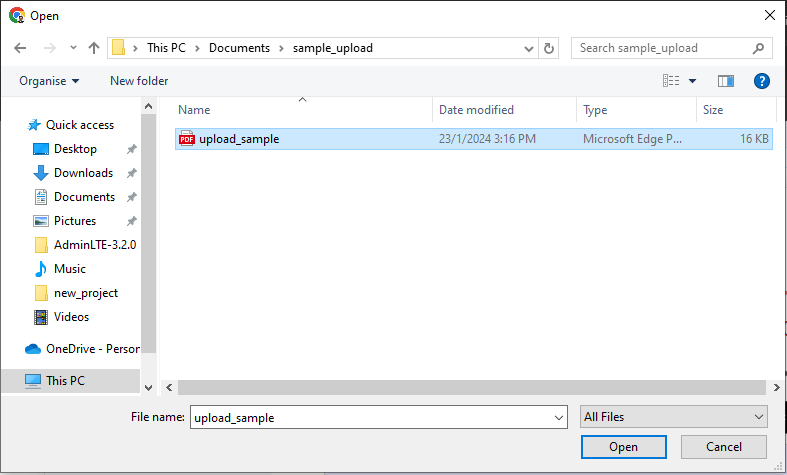 Open
This PC > Documents > sample_upload
Search sample_upload
Organise
New folder
?
Name
Date modified
Type
Size
Quick access
Desktop
Downloads
Documents
Pictures
AdminLTE-3.2.0
Music
new_project
Videos
OneDrive - Person
This PC
PDF upload_sample 23/1/2024 3:16 PM Microsoft Edge P... 16 KB
File name: upload_sample
All Files
Open
Cancel